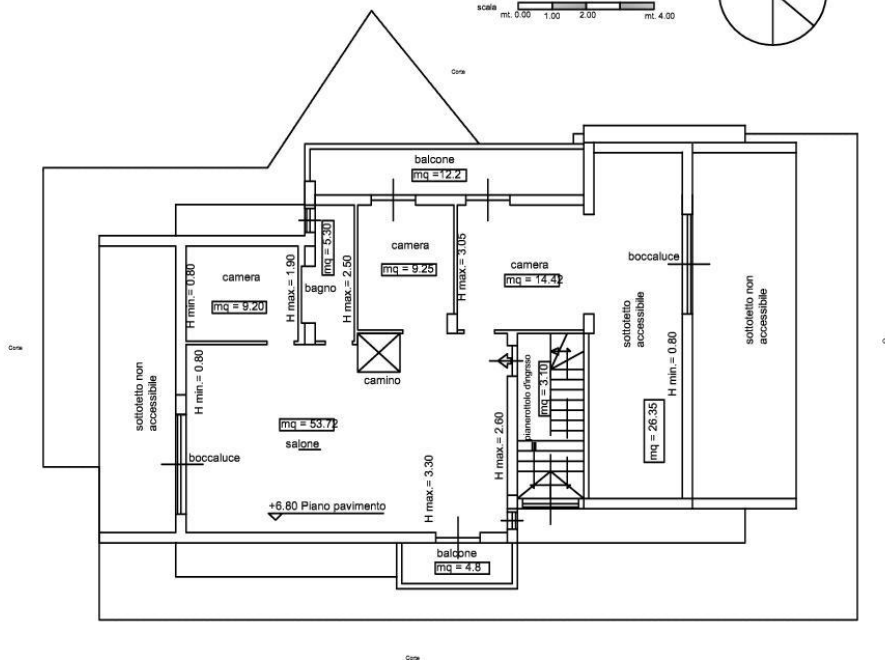 scala
mt. 0.00 1.00 2.00 mt. 4.00
Corte
balcone
mq =12.2
camera
mq = 9.25
H max.= 3.05
camera
mq = 14.42
boccaluce
mq = 5.30
bagno
H max.= 2.50
camera
mq = 9.20
H min.= 0.80
H max.= 1.90
sottotetto
mq = 26.35
H min.= 0.80
sottotetto non
accessibile
Corte
C
sottotetto non
accessibile
H min.= 0.80
boccaluce
camino
mq = 53.72
salone
H max.= 3.30
H max.= 2.60
pianerottolo d'ingrsso
mq = 3.10
+6.80 Piano pavimento
balcone
mq = 4.8
Corte